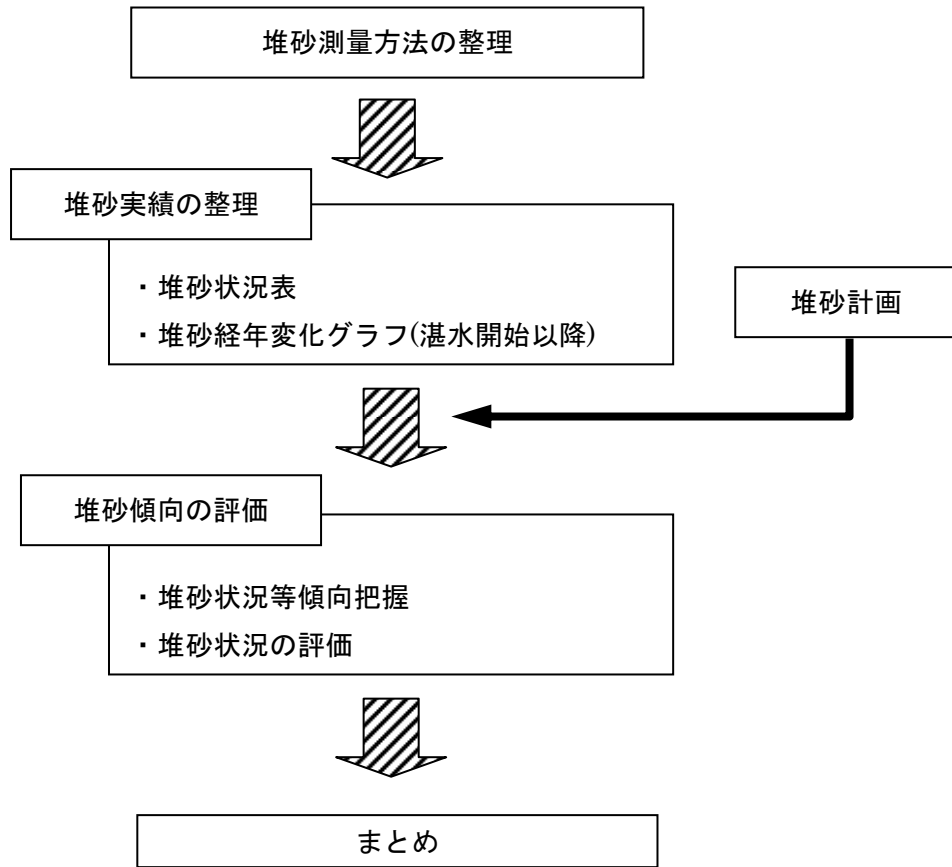 堆砂測量方法の整理
堆砂実績の整理
・堆砂状況表
・堆砂経年変化グラフ(湛水開始以降)
堆砂計画
堆砂傾向の評価
・堆砂状況等傾向把握
・堆砂状況の評価
まとめ